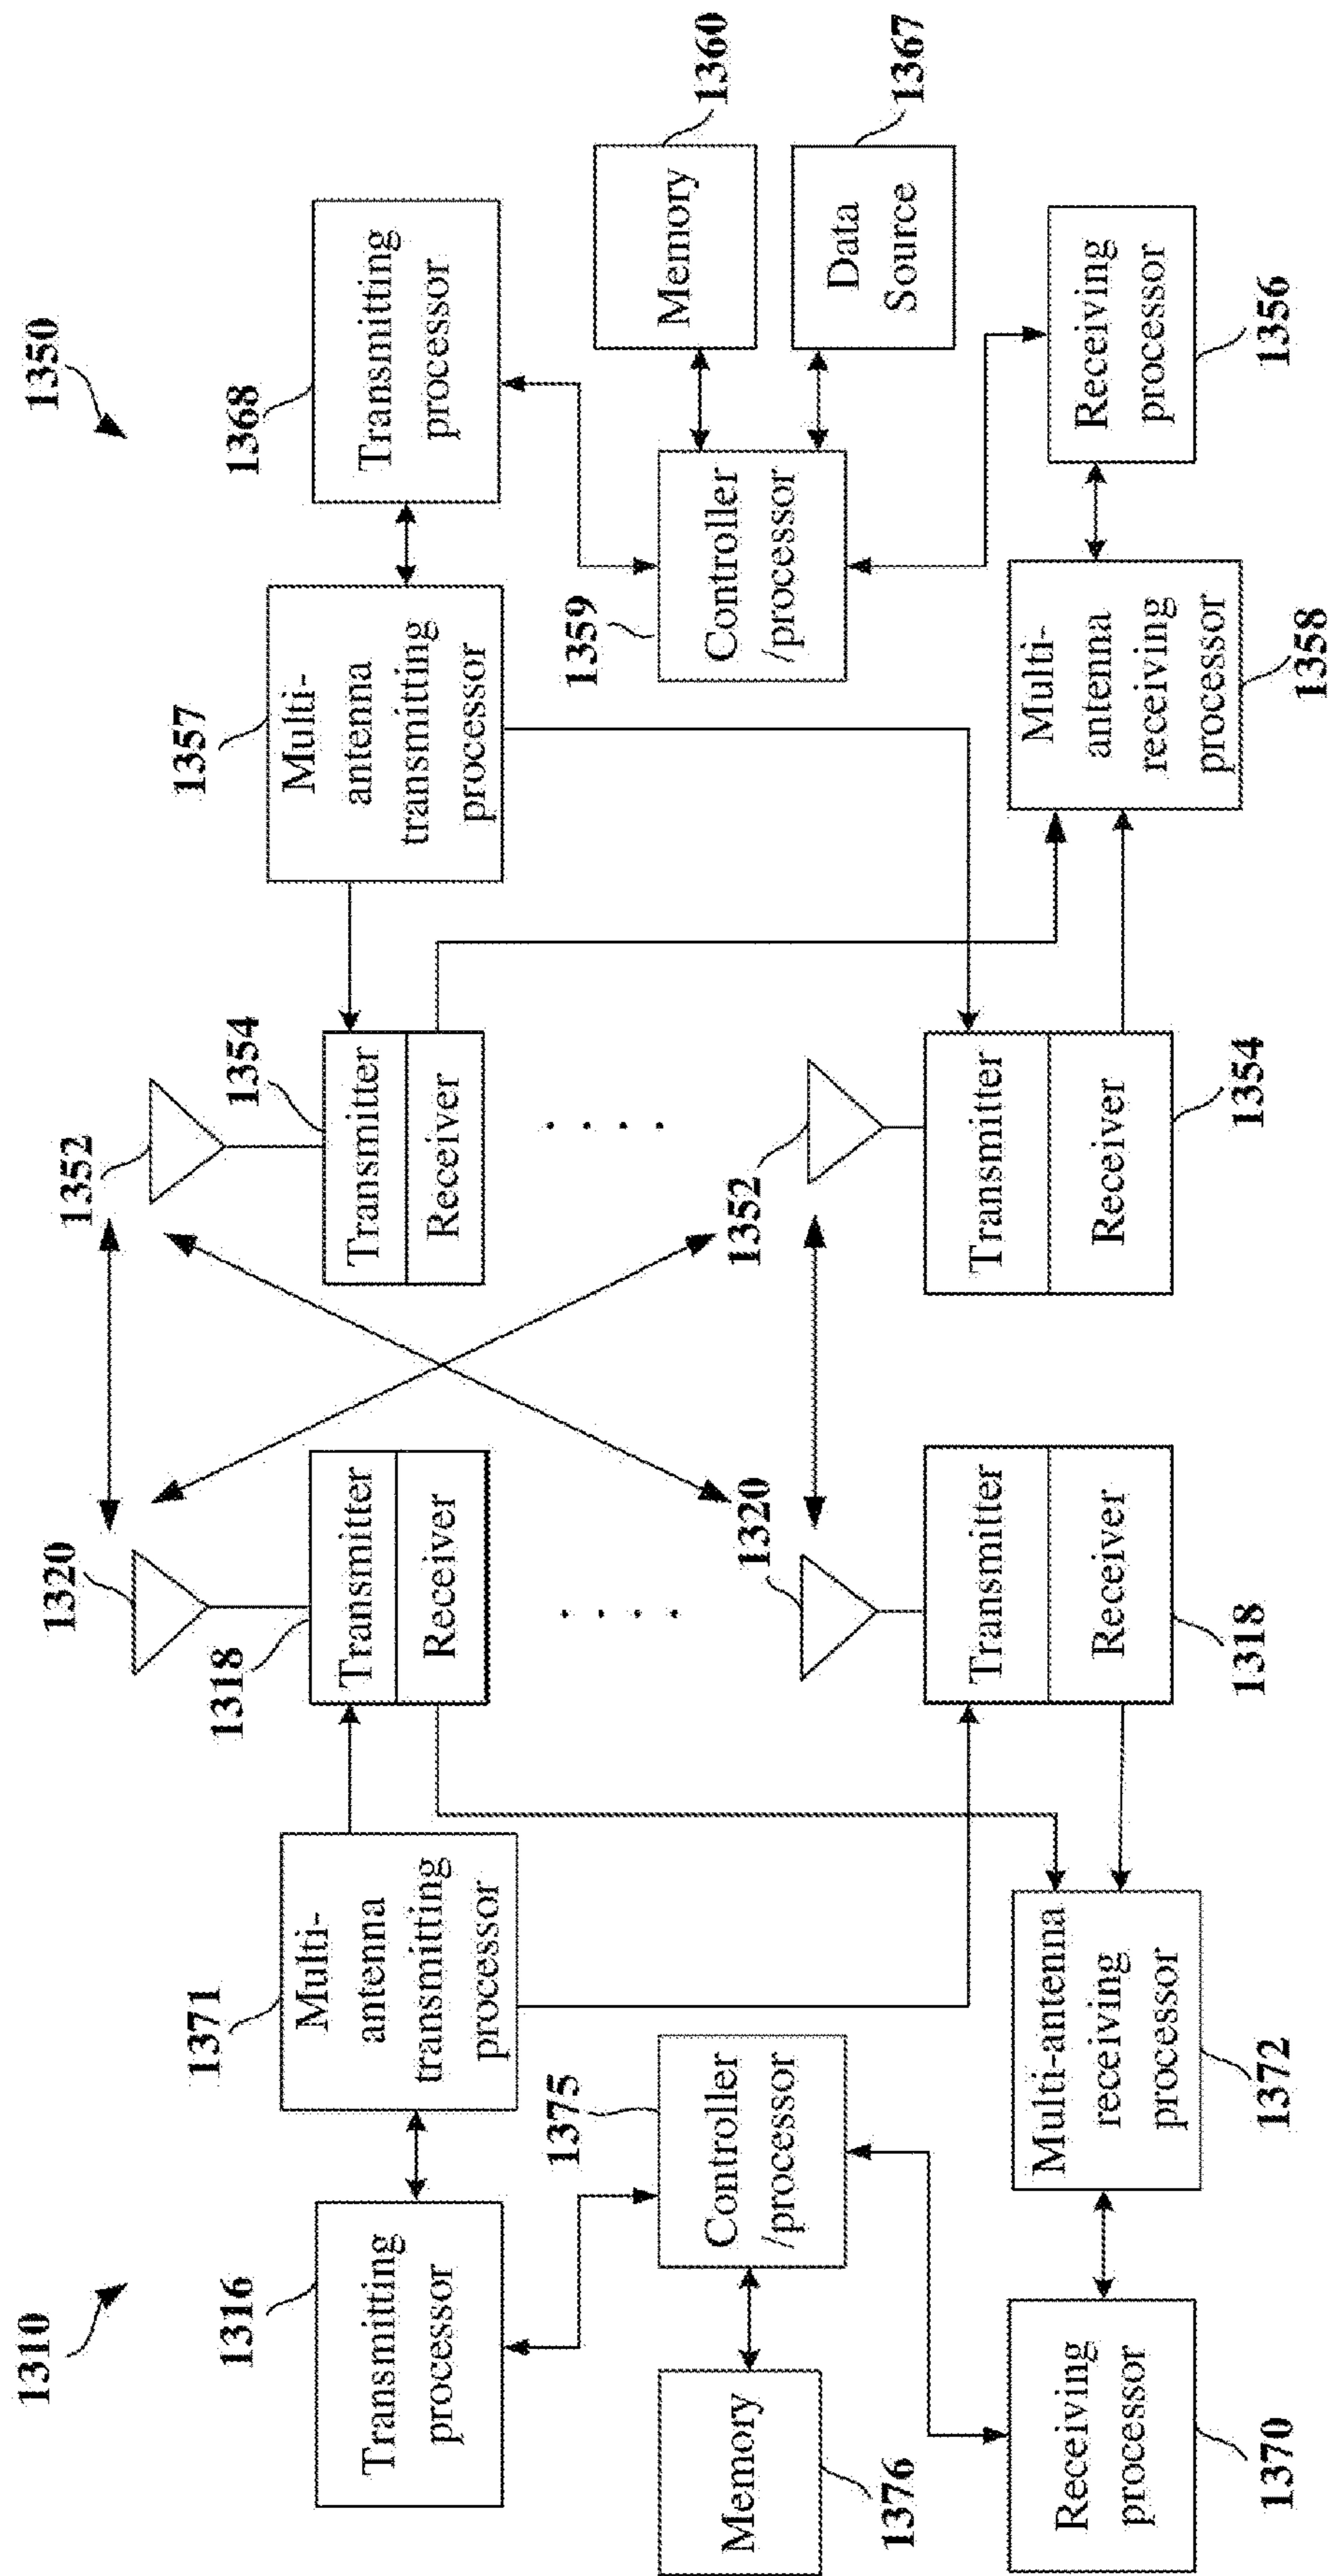 1310
1350
1316
Transmitting
processor
1371
Multi-
antenna
transmitting
processor
1320
1318
Transmitter
Receiver
1352
1354
Transmitter
Receiver
1357
Multi-
antenna
transmitting
processor
1368
Transmitting
processor
Memory
1376
1375
Controller
/processor
1320
1352
1359
Controller
/processor
Memory
1360
Data
Source
1367
Receiving
processor
1370
Multi-antenna
receiving
processor
1372
Transmitter
Receiver
1318
Transmitter
Receiver
1354
Multi-
antenna
receiving
processor
1358
Receiving
processor
1356